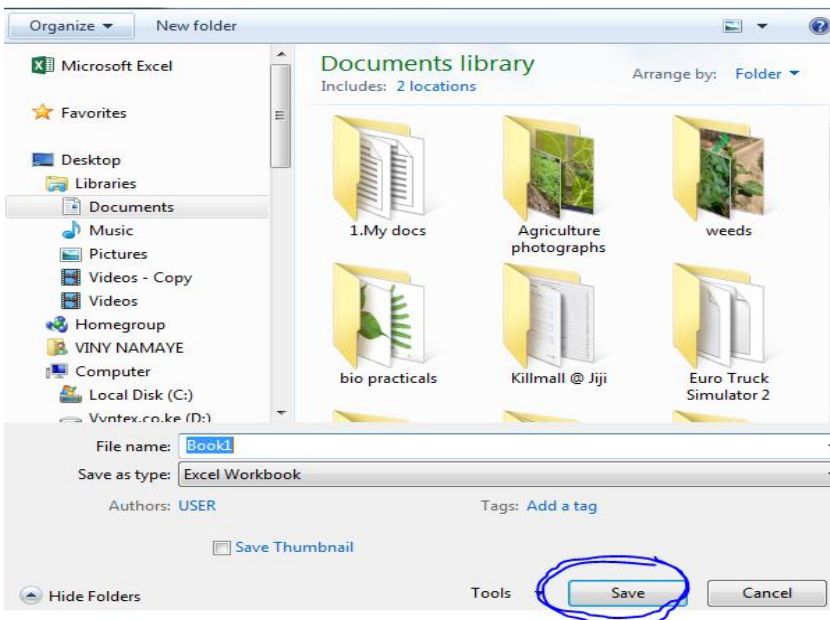 Organize New folder
Microsoft Excel
Favorites
Desktop
Libraries
Documents
Music
Pictures
Videos - Copy
Videos
Homegroup
VINY NAMAYE
Computer
Local Disk (C:)
Vyntex.co.ke (D:)
Documents library
Includes: 2 locations
Arrange by: Folder
1.My docs
Agriculture
photographs
weeds
bio practicals
Killmall @ Jiji
Euro Truck
Simulator 2
File name: Book1
Save as type: Excel Workbook
Authors: USER Tags: Add a tag
Save Thumbnail
Hide Folders Tools Save Cancel